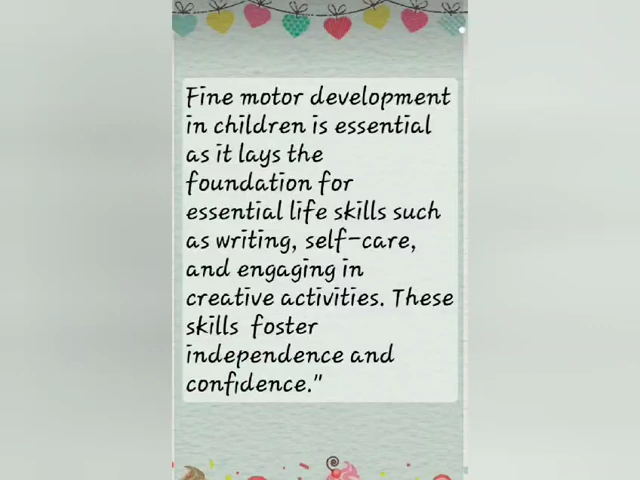 Fine motor development
in children is essential
as it lays the
foundation for
essential life skills such
as writing, self-care,
and engaging in
creative activities. These
skills foster
independence and
confidence."